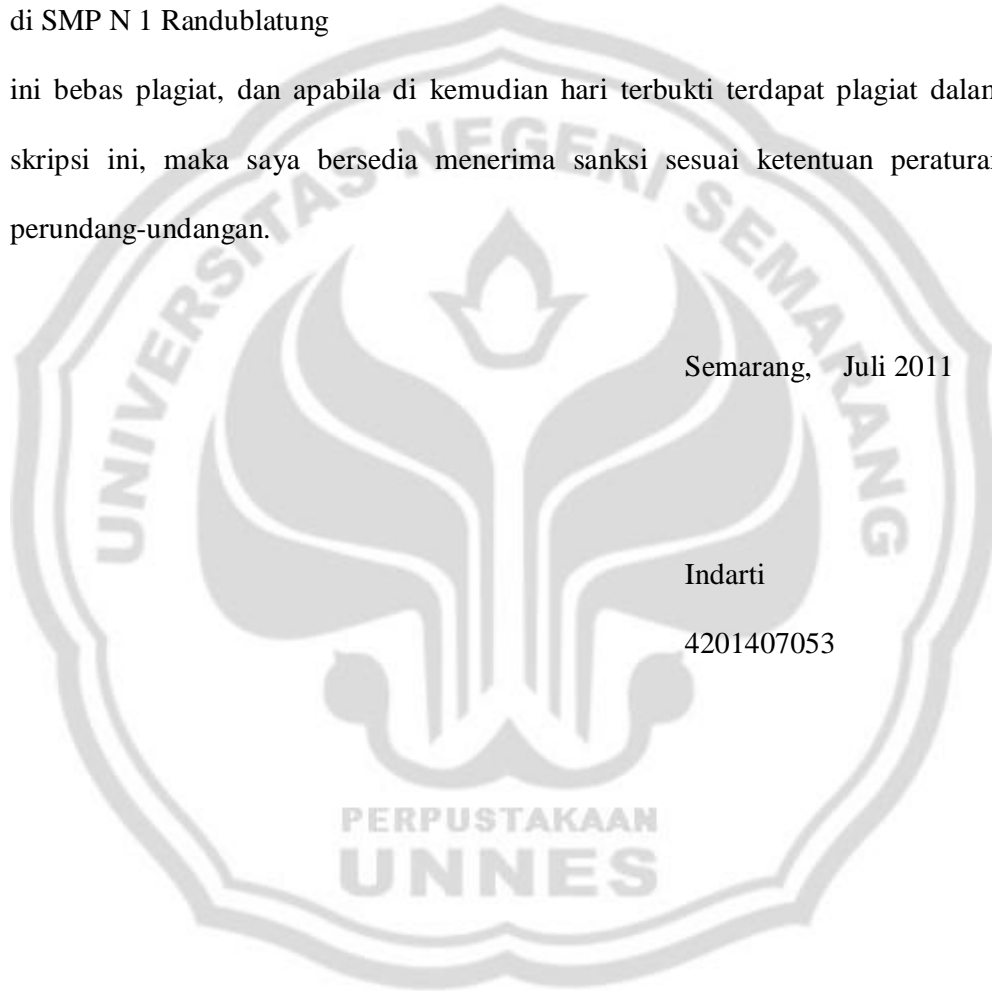 di SMP N 1 Randublatung
ini bebas plagiat, dan apabila di kemudian hari terbukti terdapat plagiat dalam
skripsi ini, maka saya bersedia menerima sanksi sesuai ketentuan peraturan
perundang-undangan.
UNIVERSITAS NEGERI SEMARANG
Semarang, Juli 2011
Indarti
4201407053
PERPUSTAKAAN
UNNES